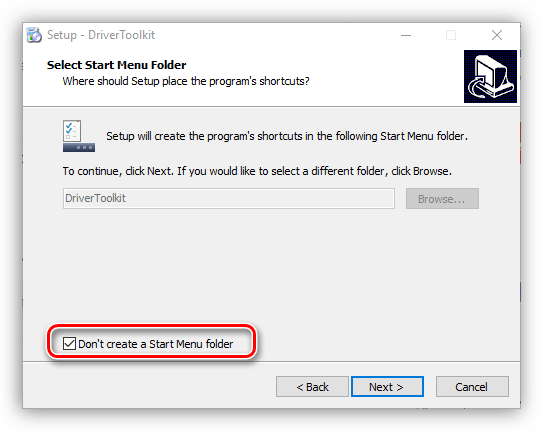 Setup - DriverToolkit
Select Start Menu Folder
Where should Setup place the program's shortcuts?
Setup will create the program's shortcuts in the following Start Menu folder.
To continue, click Next. If you would like to select a different folder, click Browse.
DriverToolkit
Browse...
Don't create a Start Menu folder
< Back
Next >
Cancel